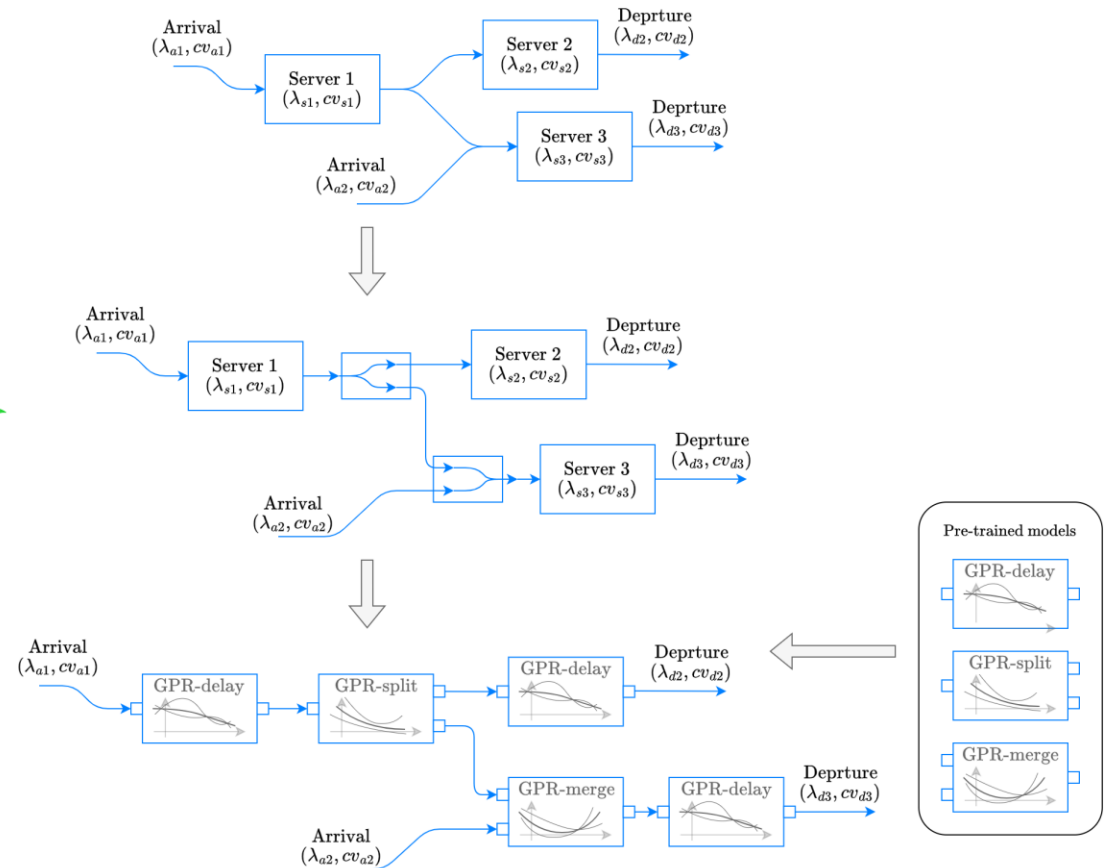 Arrival
(λa1, cva1)
Server 1
(λs1, cvs1)
Server 2
(λs2, cvs2)
Deprture
(λd2, cvd2)
Server 3
(λs3, cvs3)
Deprture
(λd3, cvd3)
Arrival
(λa2, cva2)
Arrival
(λa1, cva1)
Server 1
(λs1, cvs1)
Server 2
(λs2, cvs2)
Deprture
(λd2, cvd2)
Server 3
(λs3, cvs3)
Deprture
(λd3, cvd3)
Arrival
(λa2, cva2)
Arrival
(λa1, cva1)
GPR-delay
GPR-split
GPR-delay
Deprture
(λd2, cvd2)
GPR-merge
GPR-delay
Deprture
(λd3, cvd3)
Arrival
(λa2, cva2)
Pre-trained models
GPR-delay
GPR-split
GPR-merge